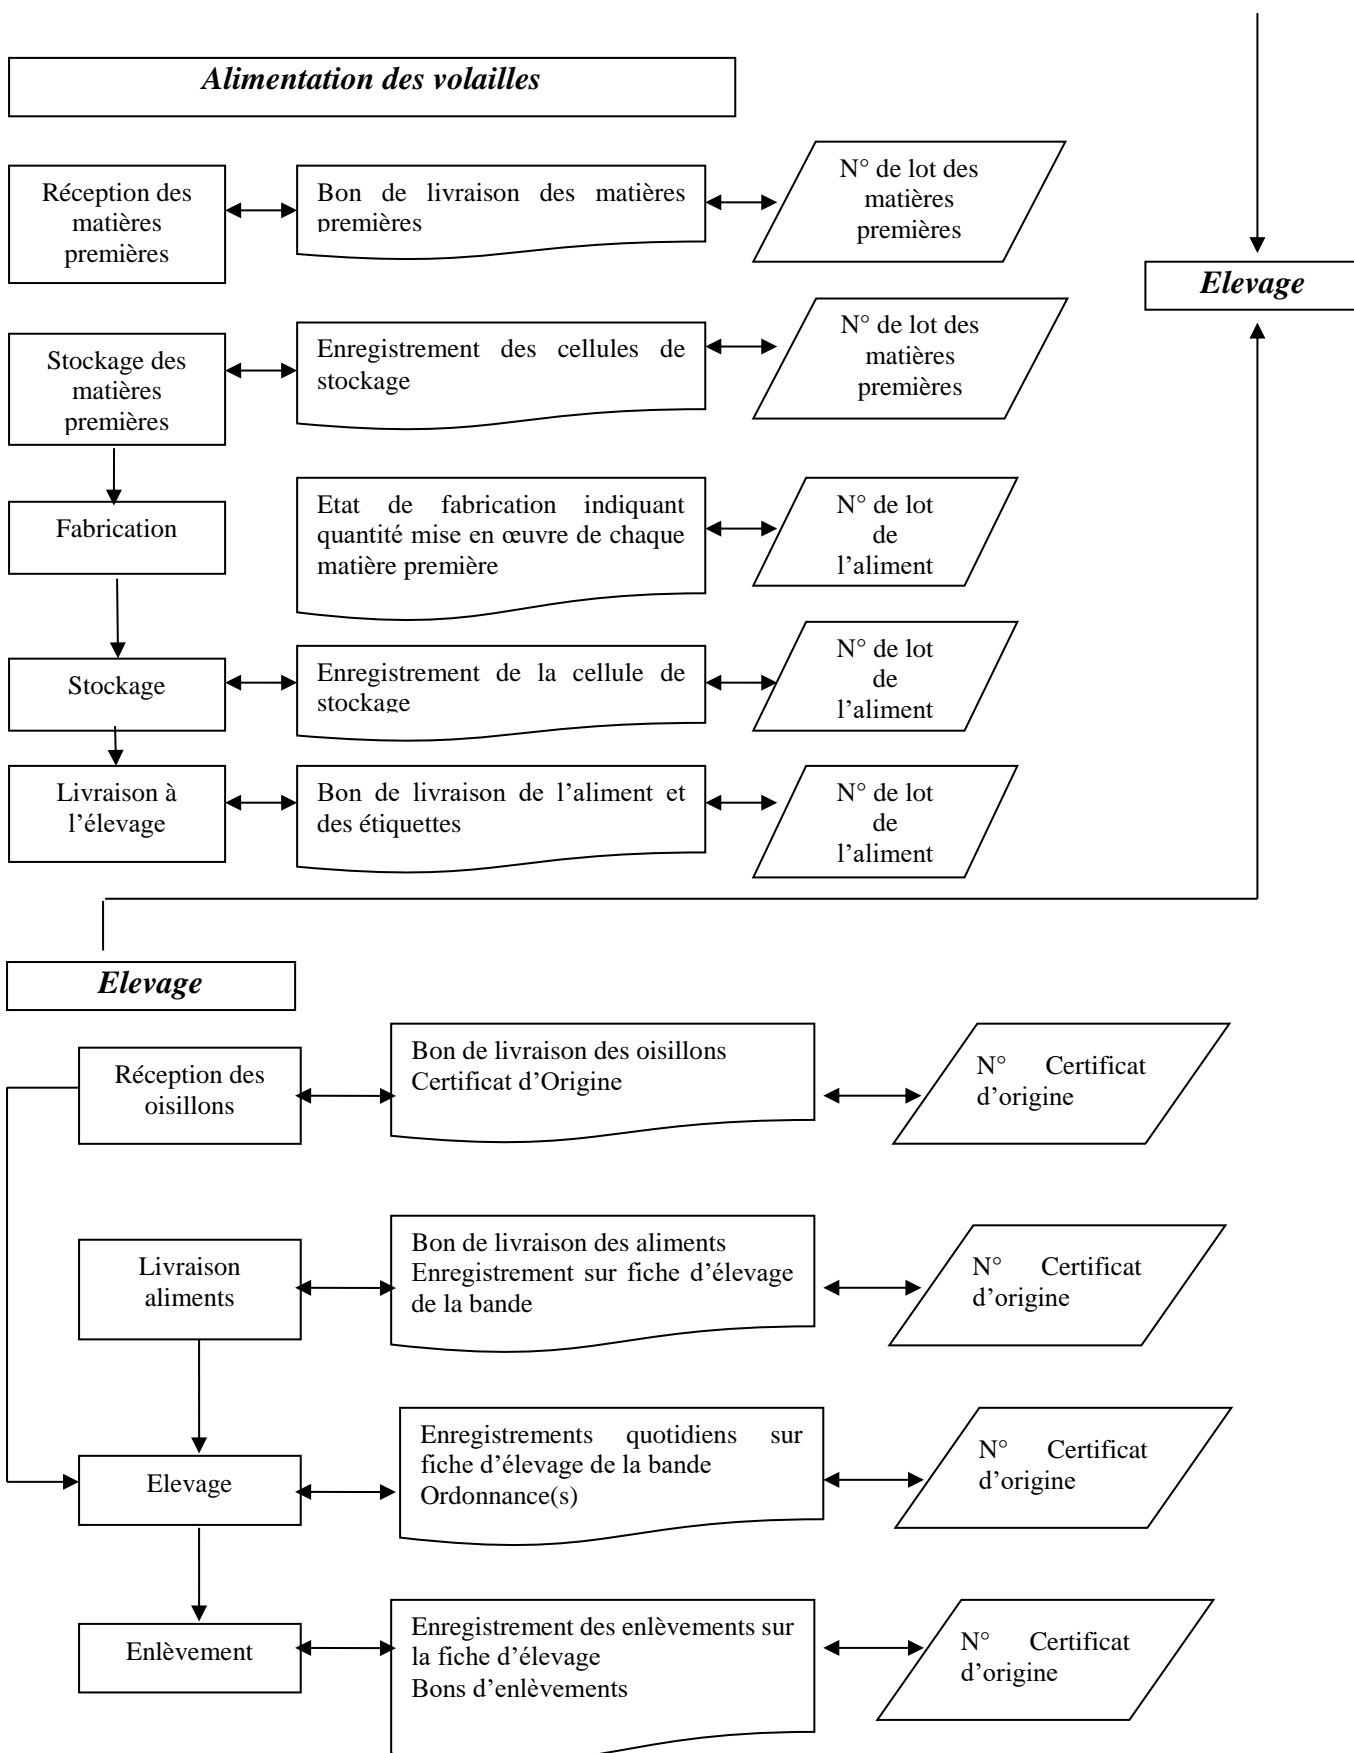 Alimentation des volailles
Réception des
matières
premières
Bon de livraison des matières
premières
N° de lot des
matières
premières
Elevage
Stockage des
matières
premières
Enregistrement des cellules de
stockage
N° de lot des
matières
premières
Fabrication
Etat de fabrication indiquant
quantité mise en œuvre de chaque
matière première
N° de lot
de
l’aliment
Stockage
Enregistrement de la cellule de
stockage
N° de lot
de
l’aliment
Livraison à
l’élevage
Bon de livraison de l’aliment et
des étiquettes
N° de lot
de
l’aliment
Elevage
Réception des
oisillons
Bon de livraison des oisillons
Certificat d’Origine
N° Certificat
d’origine
Livraison
aliments
Bon de livraison des aliments
Enregistrement sur fiche d’élevage
de la bande
N° Certificat
d’origine
Elevage
Enregistrements quotidiens sur
fiche d’élevage de la bande
Ordonnance(s)
N° Certificat
d’origine
Enlèvement
Enregistrement des enlèvements sur
la fiche d’élevage
Bons d’enlèvements
N° Certificat
d’origine